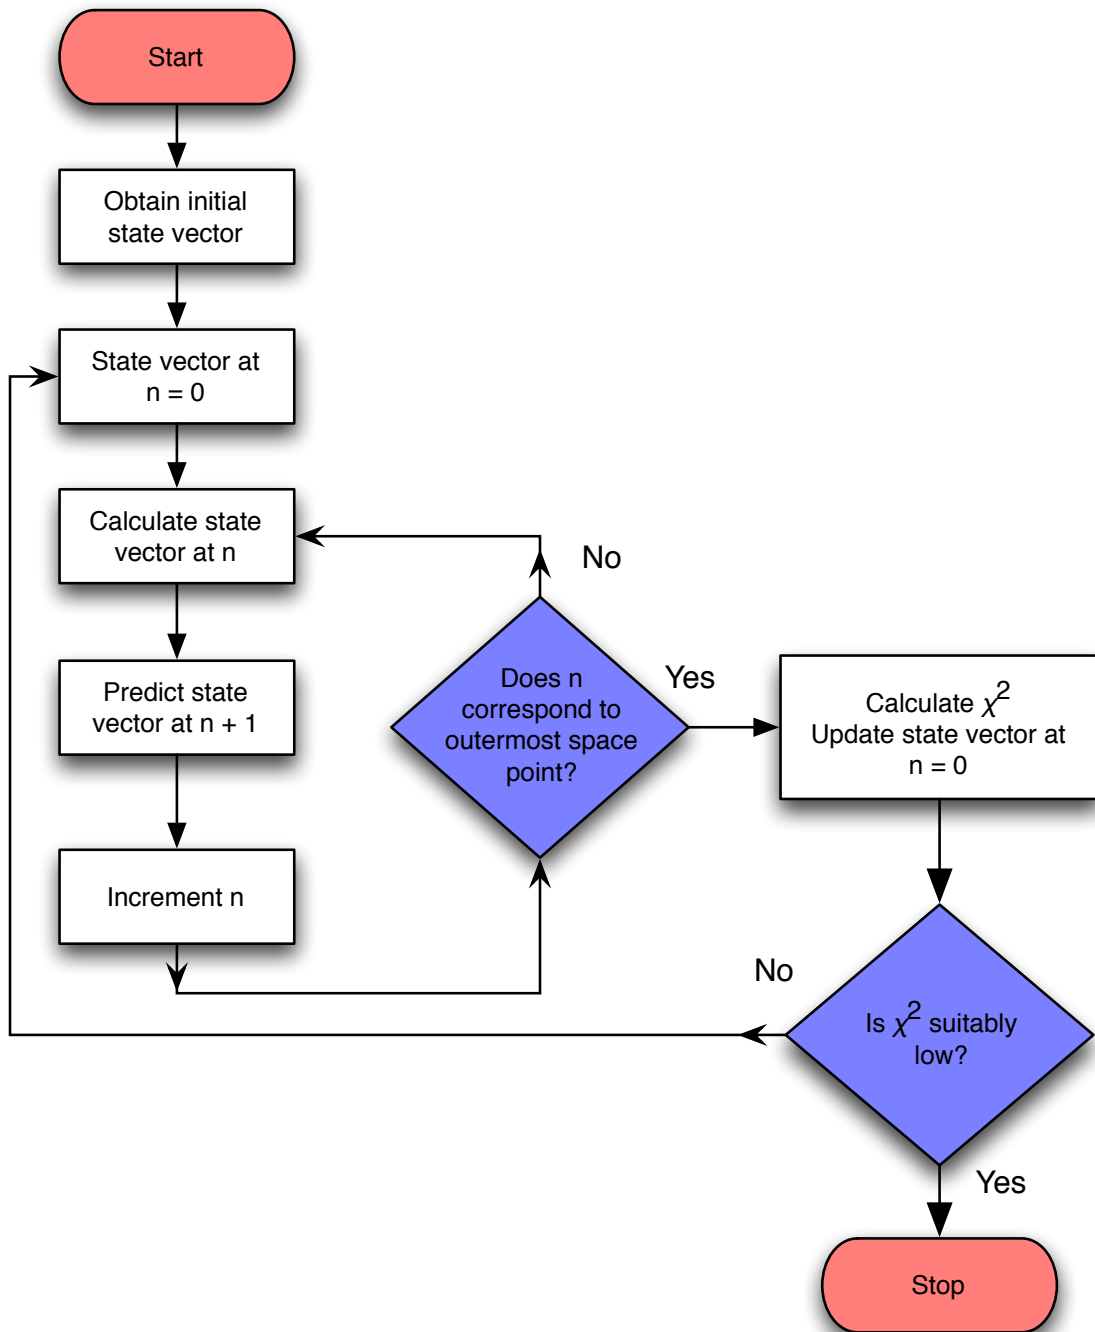 Start
Obtain initial
state vector
State vector at
n = 0
Calculate state
vector at n
Predict state
vector at n + 1
Increment n
No
Does n
correspond to
outermost space
point?
Yes
Calculate χ²
Update state vector at
n = 0
No
Is χ² suitably
low?
Yes
Stop